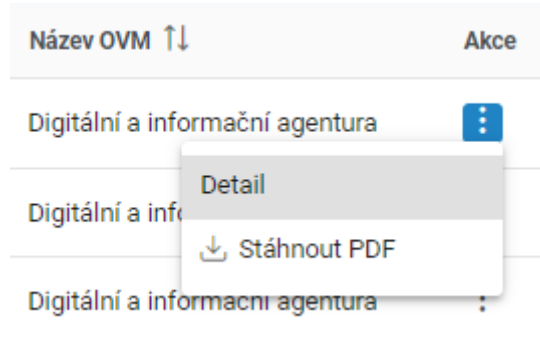 Název OVM Akce
Digitální a informační agentura
Detail
Digitální a info
Stáhnout PDF
Digitální a informační agentura